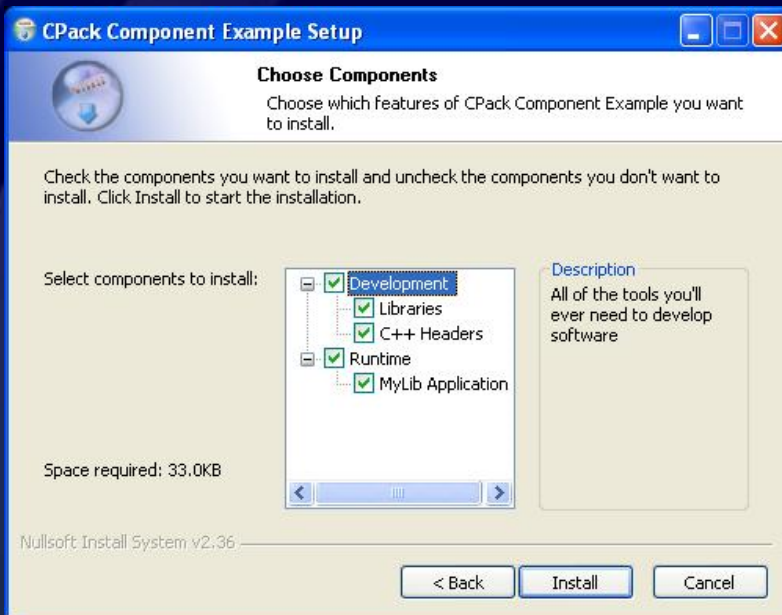 CPack Component Example Setup
Choose Components
Choose which features of CPack Component Example you want
to install.
Check the components you want to install and uncheck the components you don't want to
install. Click Install to start the installation.
Select components to install:
Development
Libraries
C++ Headers
Runtime
MyLib Application
Description
All of the tools you'll
ever need to develop
software
Space required: 33.0KB
Nullsoft Install System v2.36
< Back
Install
Cancel